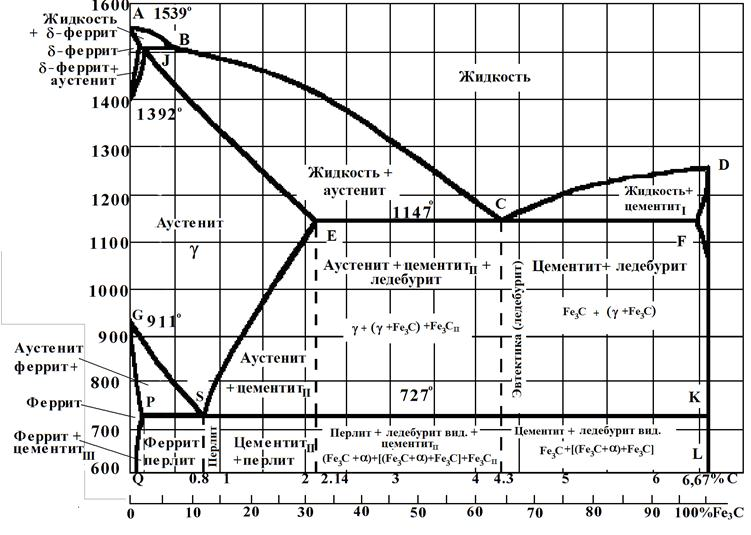 1600
A 1539°
Жидкость
+ δ-феррит
B
δ-феррит
J
δ-феррит+
аустенит
Жидкость
1400
1392°
1300
D
Жидкость +
аустенит
Жидкость+
цементит I
1200
C
1147°
Аустенит
γ
E
F
1100
Аустенит + цементит II +
ледебурит
Цементит+ ледебурит
Эвтектика (ледебурит)
1000
γ + (γ +Fe3C) +Fe3CII
Fe3C + (γ +Fe3C)
G 911°
900
Аустенит
феррит+
Аустенит
+цементит II
800
727°
K
P
S
Феррит
700
Феррит +
цементит III
Феррит
перлит
Перлит
Цементит II
+перлит
Перлит + ледебурит вид. +
цементит II
(Fe3C +α)+[(Fe3C+α)+Fe3C]+Fe3CII
Цементит + ледебурит вид.
Fe3C+[(Fe3C+α)+Fe3C]
L
600
Q 0.8 1 2 2.14 3 4 4.3 5 6 6,67% C
0 10 20 30 40 50 60 70 80 90 100%Fe3C